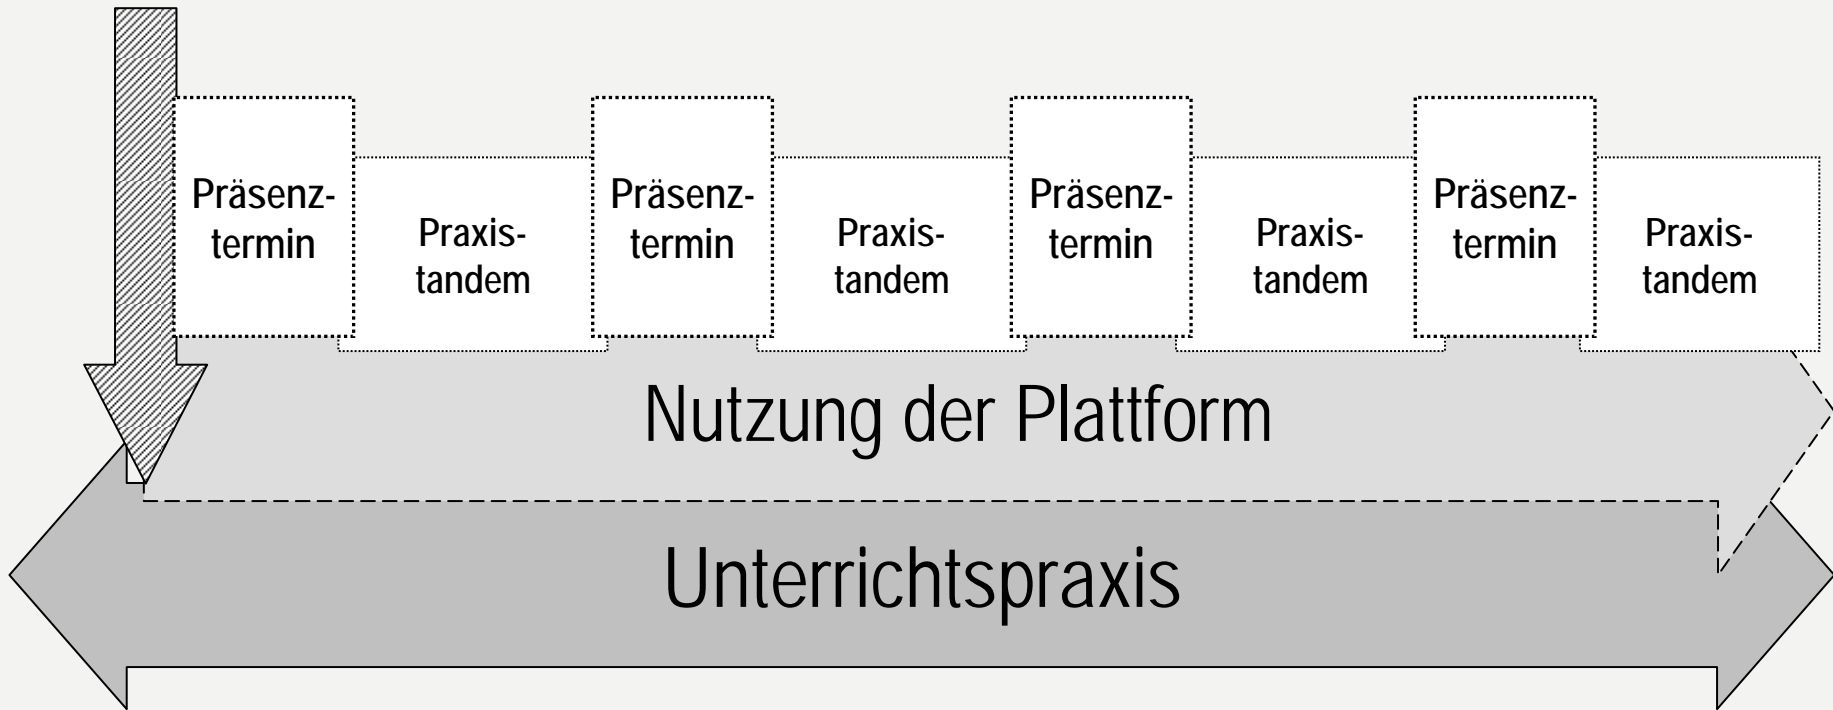 Präsenz-
termin
Praxis-
tandem
Präsenz-
termin
Praxis-
tandem
Präsenz-
termin
Praxis-
tandem
Präsenz-
termin
Praxis-
tandem
Nutzung der Plattform
Unterrichtspraxis